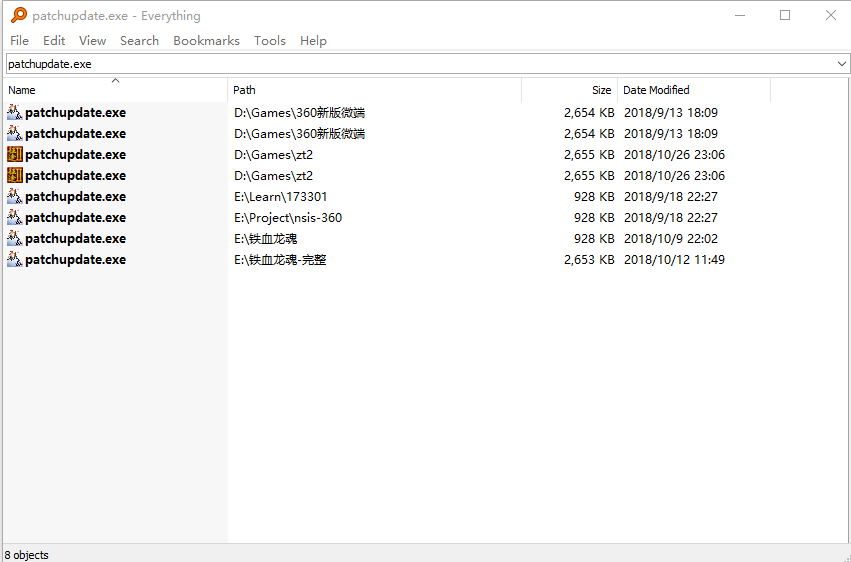 patchupdate.exe - Everything
File Edit View Search Bookmarks Tools Help
patchupdate.exe
Name Path Size Date Modified
patchupdate.exe D:\Games\360新版微端 2,654 KB 2018/9/13 18:09
patchupdate.exe D:\Games\360新版微端 2,654 KB 2018/9/13 18:09
patchupdate.exe D:\Games\zt2 2,655 KB 2018/10/26 23:06
patchupdate.exe D:\Games\zt2 2,655 KB 2018/10/26 23:06
patchupdate.exe E:\Learn\173301 928 KB 2018/9/18 22:27
patchupdate.exe E:\Project\nsis-360 928 KB 2018/9/18 22:27
patchupdate.exe E:\铁血龙魂 928 KB 2018/10/9 22:02
patchupdate.exe E:\铁血龙魂-完整 2,653 KB 2018/10/12 11:49
8 objects